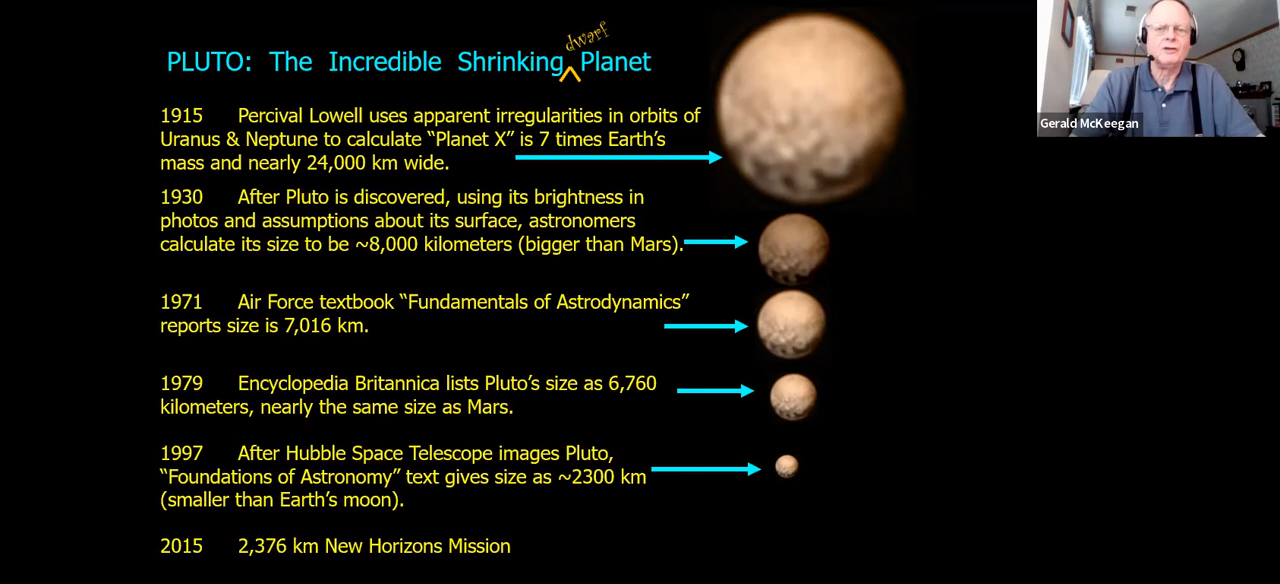 dwarf
PLUTO: The Incredible Shrinking Planet
1915 Percival Lowell uses apparent irregularities in orbits of
Uranus & Neptune to calculate “Planet X” is 7 times Earth’s
mass and nearly 24,000 km wide.
1930 After Pluto is discovered, using its brightness in
photos and assumptions about its surface, astronomers
calculate its size to be ~8,000 kilometers (bigger than Mars).
1971 Air Force textbook “Fundamentals of Astrodynamics”
reports size is 7,016 km.
1979 Encyclopedia Britannica lists Pluto’s size as 6,760
kilometers, nearly the same size as Mars.
1997 After Hubble Space Telescope images Pluto,
“Foundations of Astronomy” text gives size as ~2300 km
(smaller than Earth’s moon).
2015 2,376 km New Horizons Mission
Gerald McKeegan